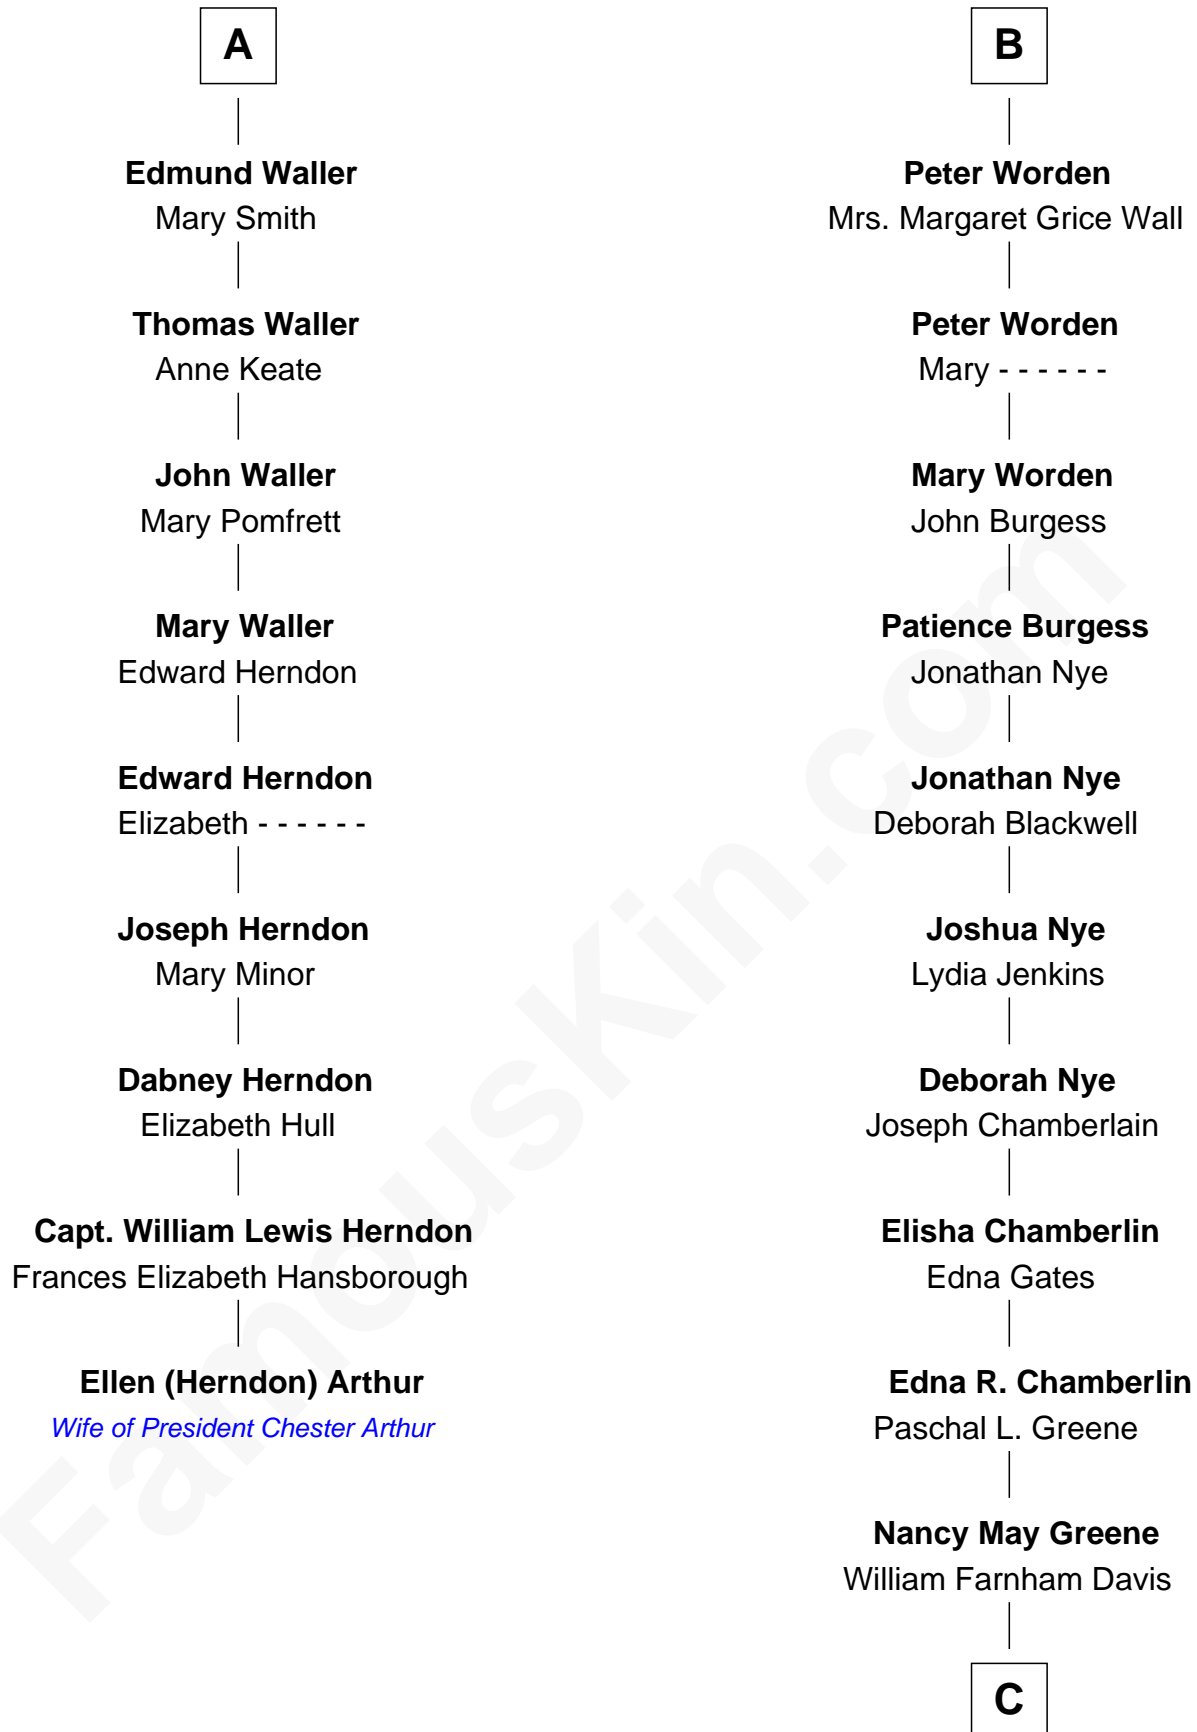 A
Edmund Waller
Mary Smith
Thomas Waller
Anne Keate
John Waller
Mary Pomfrett
Mary Waller
Edward Herndon
Edward Herndon
Elizabeth - - - - - -
Joseph Herndon
Mary Minor
Dabney Herndon
Elizabeth Hull
Capt. William Lewis Herndon
Frances Elizabeth Hansborough
Ellen (Herndon) Arthur
Wife of President Chester Arthur
B
Peter Worden
Mrs. Margaret Grice Wall
Peter Worden
Mary - - - - - -
Mary Worden
John Burgess
Patience Burgess
Jonathan Nye
Jonathan Nye
Deborah Blackwell
Joshua Nye
Lydia Jenkins
Deborah Nye
Joseph Chamberlain
Elisha Chamberlin
Edna Gates
Edna R. Chamberlin
Paschal L. Greene
Nancy May Greene
William Farnham Davis
C
FamousKin.com